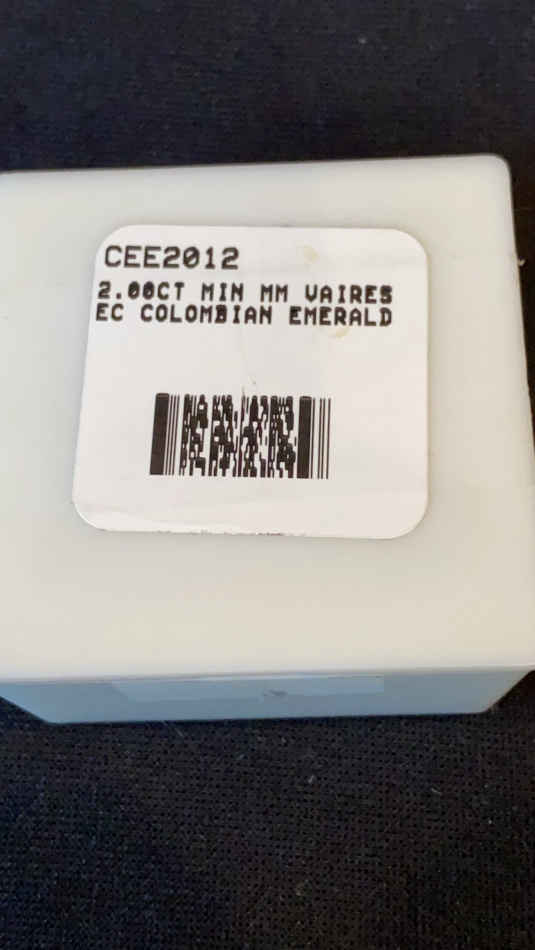 CEE2012
2.00CT MIN MM VAIRES
EC COLOMBIAN EMERALD